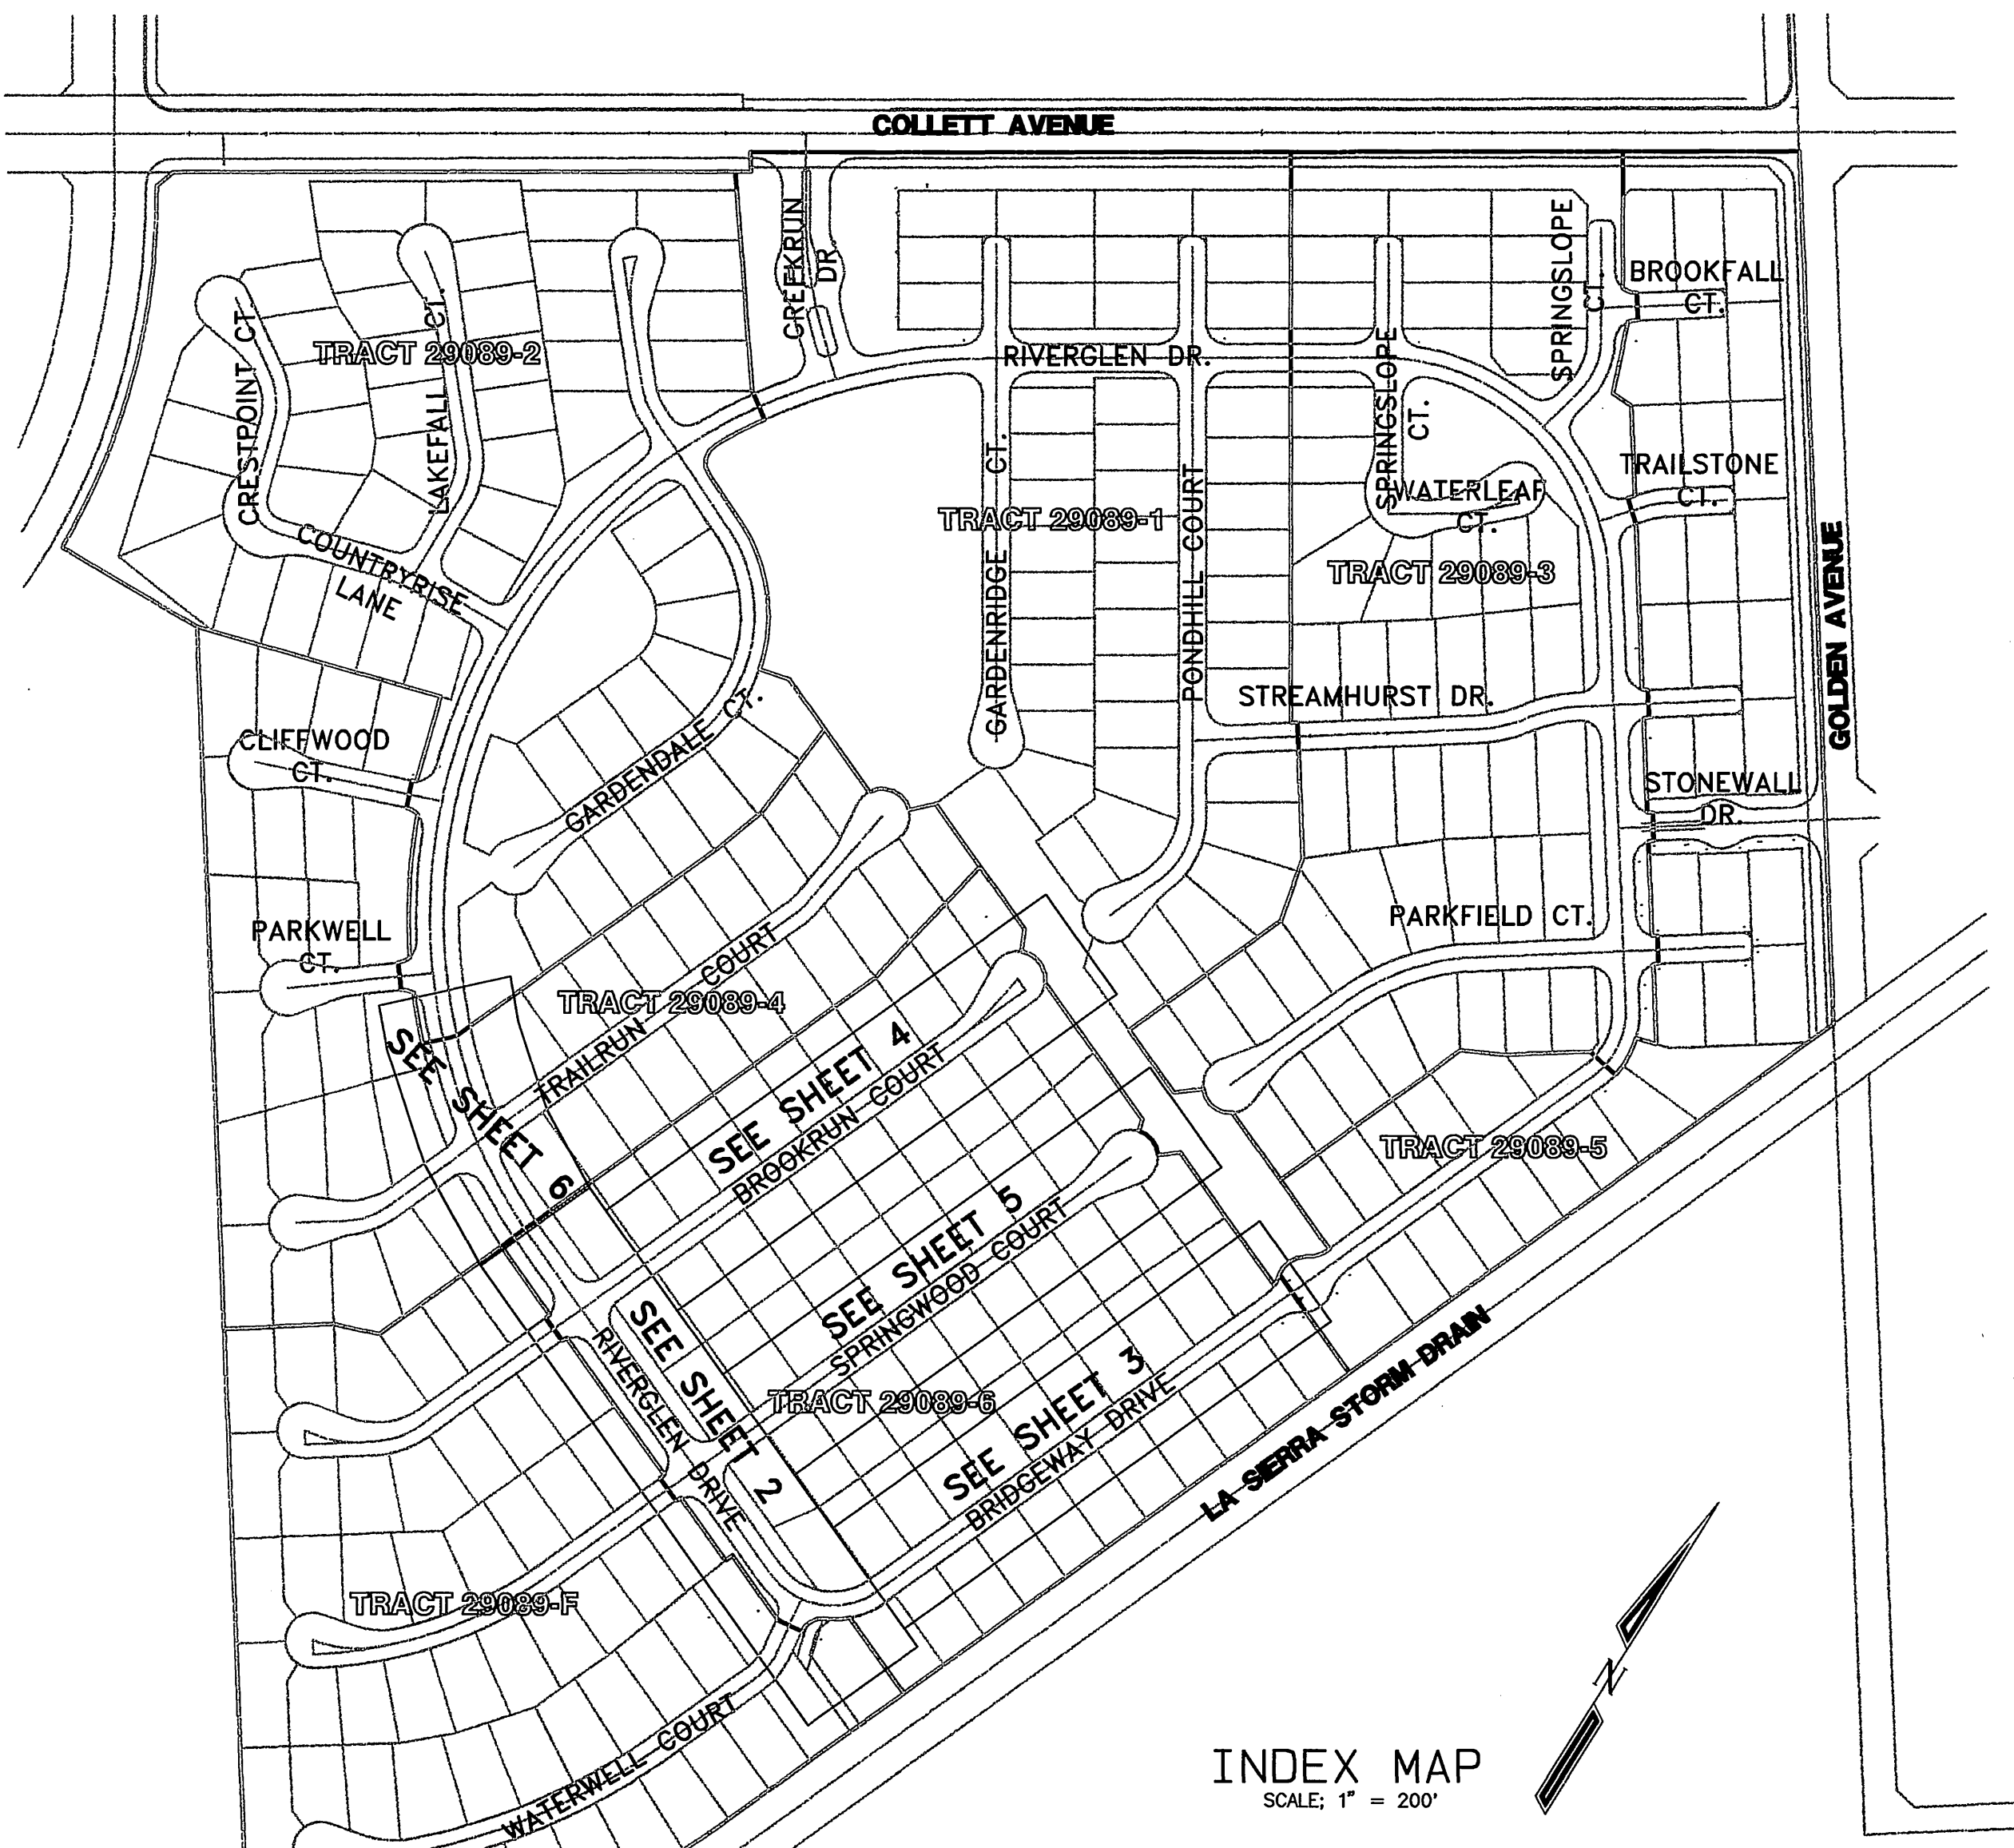 COLLETT AVENUE
CREEKRUN
DR.
SPRINGSLOPE
CT.
BROOKFALL
CT.
CRESTPOINT CT.
LAKEFALL CT.
TRACT 29089-2
RIVERGLEN DR.
SPRINGSLOPE
CT.
TRAILSTONE
CT.
WATERLEAF
CT.
TRACT 29089-1
GARDENRIDGE CT.
PONDHILL COURT
TRACT 29089-3
COUNTRYRISE
LANE
GOLDEN AVENUE
STREAMHURST DR.
CLIFFWOOD
CT.
GARDENDALE CT.
STONEWALL
DR.
PARKWELL
CT.
PARKFIELD CT.
TRACT 29089-4
TRAILRUN COURT
SEE SHEET 6
SEE SHEET 4
BROOKRUN COURT
TRACT 29089-5
SEE SHEET 5
SPRINGWOOD COURT
SEE SHEET 2
RIVERGLEN DRIVE
TRACT 29089-6
SEE SHEET 3
BRIDGEWAY DRIVE
LA SIERRA STORM DRAIN
TRACT 29089-F
WATERWELL COURT
N
INDEX MAP
SCALE; 1" = 200'